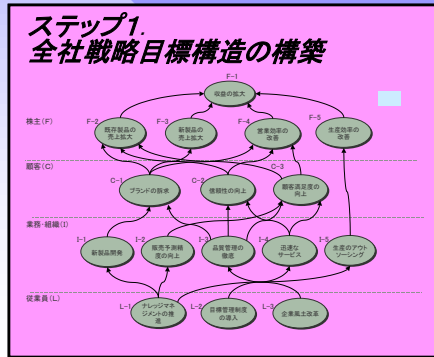 ステップ1.
全社戦略目標構造の構築
F-1
収益の拡大
F-2
F-3
F-4
F-5
株主(F)
既存製品の
売上拡大
新製品の
売上拡大
営業効率の
改善
生産効率の
改善
顧客(C)
C-1
C-2
C-3
ブランドの訴求
信頼性の向上
顧客満足度の
向上
業務・組織(I)
I-1
I-2
I-3
I-4
I-5
新製品開発
販売予測精
度の向上
品質管理の
徹底
迅速な
サービス
生産のアウト
ソーシング
従業員(L)
L-1
L-2
L-3
ナレッジマネ
ジメントの推
進
目標管理制度
の導入
企業風土改革